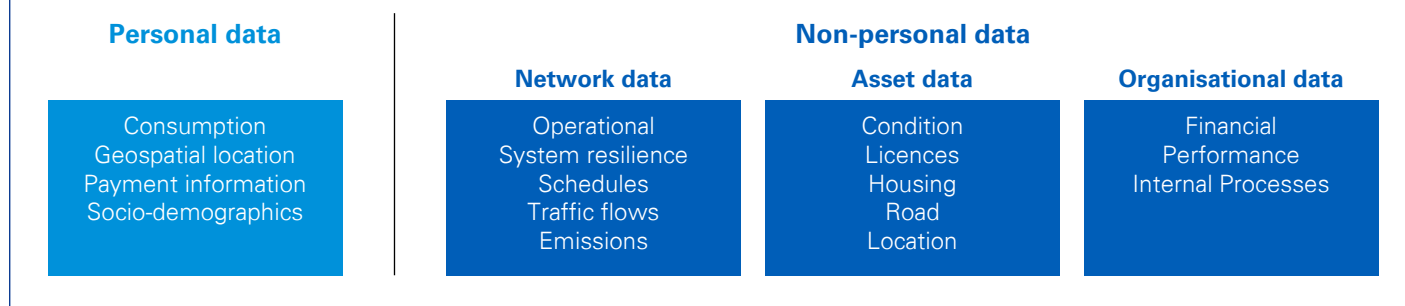 Personal data
Consumption
Geospatial location
Payment information
Socio-demographics
Non-personal data
Network data
Operational
System resilience
Schedules
Traffic flows
Emissions
Asset data
Condition
Licences
Housing
Road
Location
Organisational data
Financial
Performance
Internal Processes